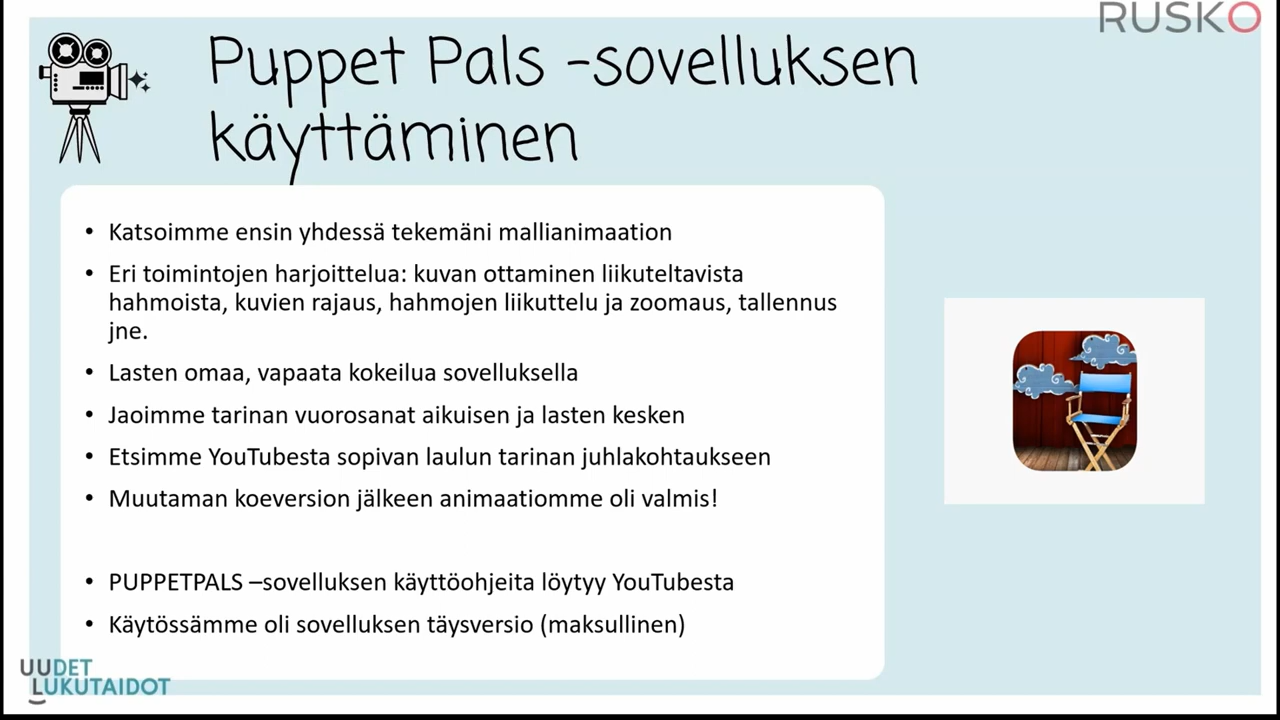 RUSKO
Puppet Pals -sovelluksen
käyttäminen
• Katsoimme ensin yhdessä tekemäni mallianimaation
• Eri toimintojen harjoittelua: kuvan ottaminen liikuteltavista
hahmoista, kuvien rajaus, hahmojen liikuttelu ja zoomaus, tallennus
jne.
• Lasten omaa, vapaata kokeilua sovelluksella
• Jaoimme tarinan vuorosanat aikuisen ja lasten kesken
• Etsimme YouTubesta sopivan laulun tarinan juhlakohtaukseen
• Muutaman koeversion jälkeen animaatiomme oli valmis!
• PUPPETPALS –sovelluksen käyttöohjeita löytyy YouTubesta
• Käytössämme oli sovelluksen täysversio (maksullinen)
UUDET
LUKUTAIDOT